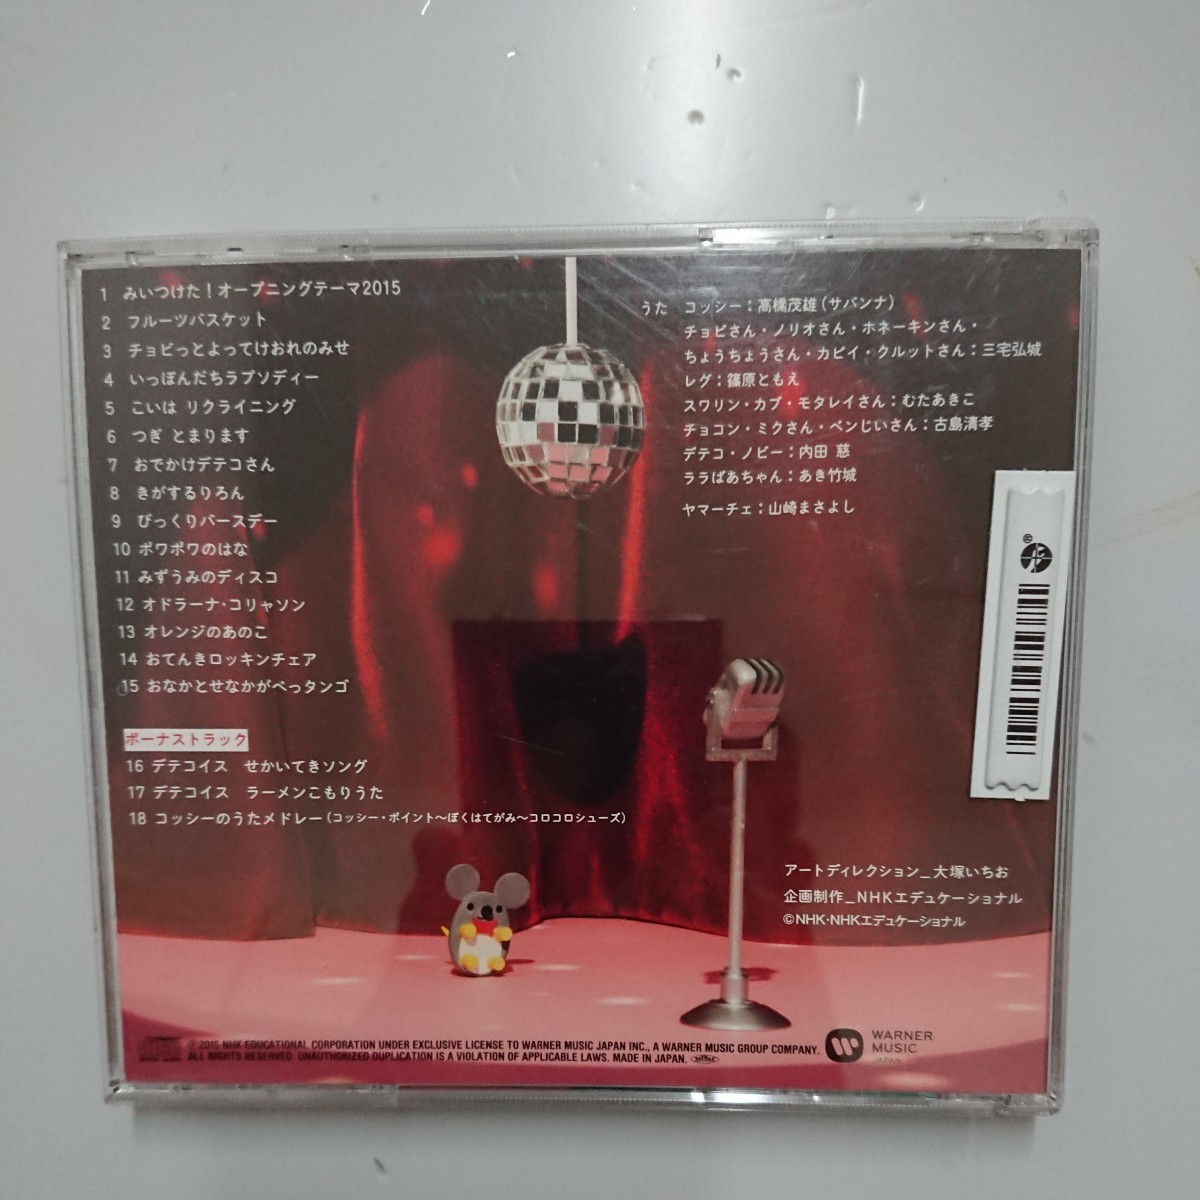 1 みいつけた！オープニングテーマ2015
2 フルーツバスケット
3 チョビっとよってけおれのみせ
4 いっぽんだちラプソディー
5 こいは リクライニング
6 つぎ とまります
7 おでかけデテコさん
8 きがするりろん
9 びっくりバースデー
10 ポワポワのはな
11 みずうみのディスコ
12 オドラーナ・コリャソン
13 オレンジのあのこ
14 おてんきロッキンチェア
15 おなかとせなかがペっタンゴ
ボーナストラック
16 デテコイス せかいてきソング
17 デテコイス ラーメンこもりうた
18 コッシーのうたメドレー(コッシー・ポイント〜ぼくはてがみ〜コロコロシューズ)
うた コッシー：高橋茂雄(サバンナ)
チョビさん・ノリオさん・ホネーキンさん・
ちょうちょうさん・カビイ・クルットさん：三宅弘城
レグ：篠原ともえ
スワリン・カブ・モタレイさん：むたあきこ
チョコン・ミクさん・ペンじいさん：古島清孝
デテコ・ノビー：内田 慈
ララばあちゃん：あき竹城
ヤマーチェ：山崎まさよし
アートディレクション_大塚いちお
企画制作_NHKエデュケーショナル
©NHK・NHKエデュケーショナル
℗2015 NHK EDUCATIONAL CORPORATION UNDER EXCLUSIVE LICENSE TO WARNER MUSIC JAPAN INC., A WARNER MUSIC GROUP COMPANY.
ALL RIGHTS RESERVED. UNAUTHORIZED DUPLICATION IS A VIOLATION OF APPLICABLE LAWS. MADE IN JAPAN.
WARNER
MUSIC
JAPAN